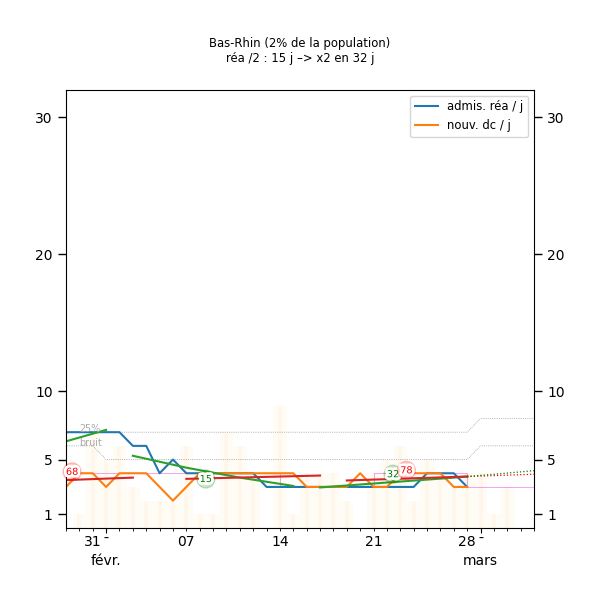 Bas-Rhin (2% de la population)
réa /2 : 15 j –> x2 en 32 j
admis. réa / j
nouv. dc / j
30
30
20
20
10
10
25%
bruit
5
5
68
15
32
78
1
1
31 -
07
14
21
28 -
févr.
mars